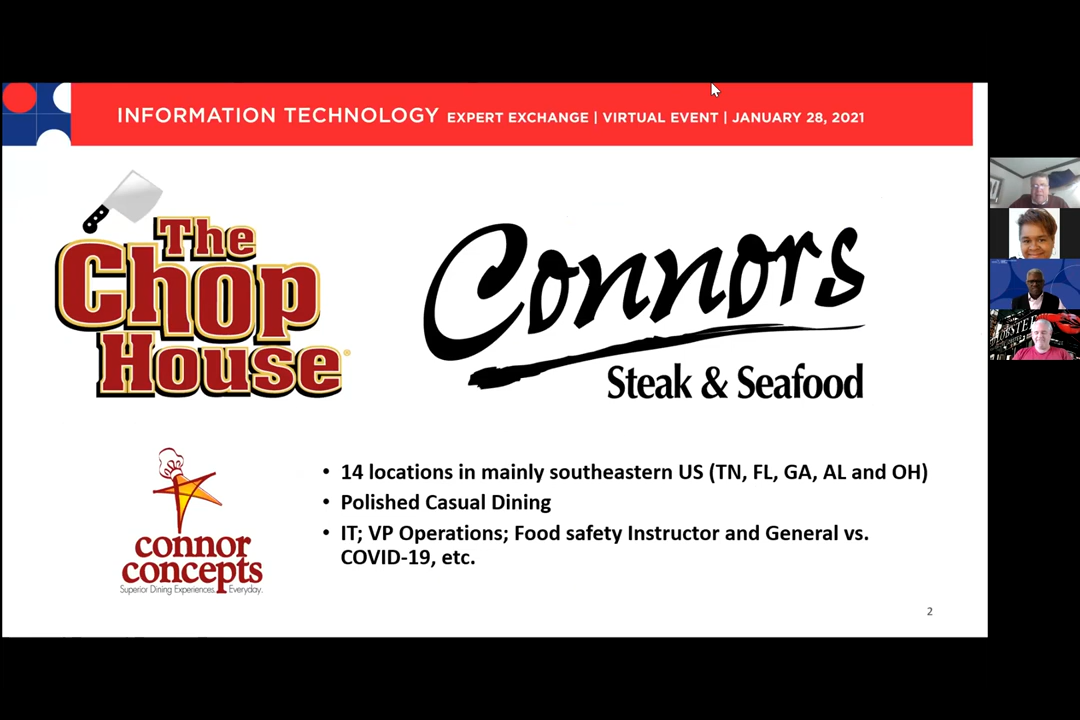 INFORMATION TECHNOLOGY EXPERT EXCHANGE | VIRTUAL EVENT | JANUARY 28, 2021
The
Chop
House
Connors
Steak & Seafood
connor
concepts
Superior Dining Experiences. Everyday.
• 14 locations in mainly southeastern US (TN, FL, GA, AL and OH)
• Polished Casual Dining
• IT; VP Operations; Food safety Instructor and General vs.
COVID-19, etc.
2